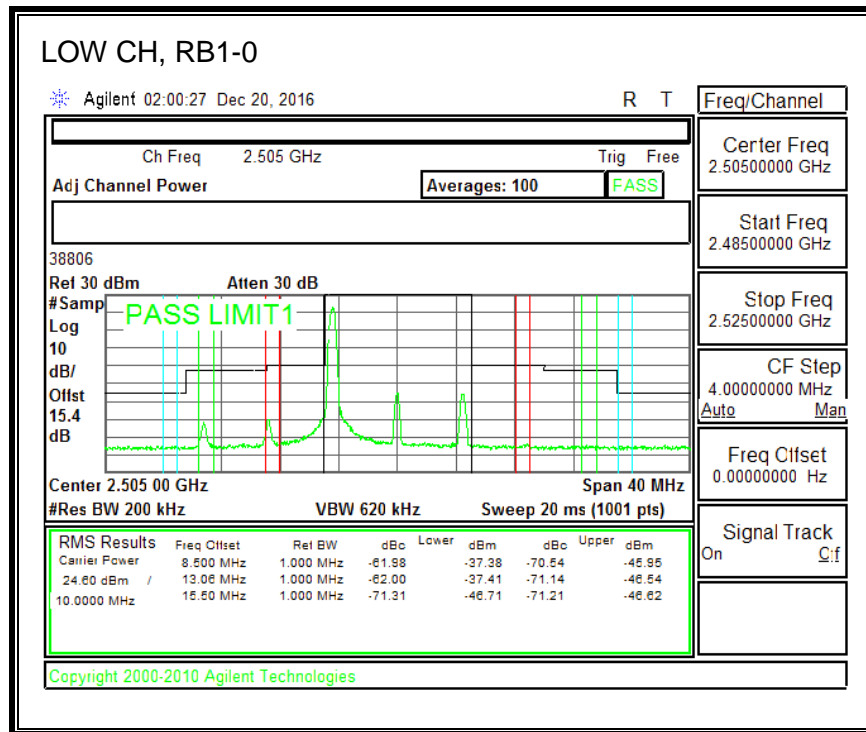 LOW CH, RB1-0
Agilent 02:00:27 Dec 20, 2016 R T
Ch Freq 2.505 GHz Trig Free
Adj Channel Power Averages: 100 PASS
38806
Ref 30 dBm Atten 30 dB
#Samp
Log
10
dB/
Offst
15.4
dB
PASS LIMIT1
Center 2.505 00 GHz Span 40 MHz
#Res BW 200 kHz VBW 620 kHz Sweep 20 ms (1001 pts)
RMS Results Freq Offset Ref BW dBc Lower dBm dBc Upper dBm
Carrier Power 8.500 MHz 1.000 MHz -61.98 -37.38 -70.54 -45.95
24.60 dBm / 13.06 MHz 1.000 MHz -62.00 -37.41 -71.14 -46.54
10.0000 MHz 15.50 MHz 1.000 MHz -71.31 -46.71 -71.21 -46.62
Copyright 2000-2010 Agilent Technologies
Freq/Channel
Center Freq
2.50500000 GHz
Start Freq
2.48500000 GHz
Stop Freq
2.52500000 GHz
CF Step
4.00000000 MHz
Auto Man
Freq Offset
0.00000000 Hz
Signal Track
On Off